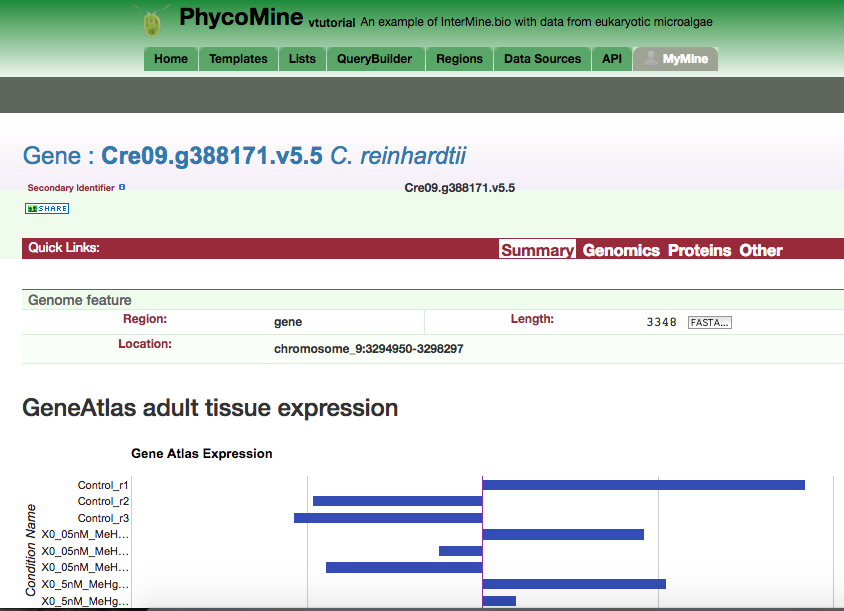 PhycoMine vtutorial An example of InterMine.bio with data from eukaryotic microalgae
Home Templates Lists QueryBuilder Regions Data Sources API MyMine
Gene : Cre09.g388171.v5.5 C. reinhardtii
Secondary Identifier i Cre09.g388171.v5.5
SHARE
Quick Links: Summary Genomics Proteins Other
Genome feature
Region: gene Length: 3348 FASTA...
Location: chromosome_9:3294950-3298297
GeneAtlas adult tissue expression
Gene Atlas Expression
Condition Name
Control_r1
Control_r2
Control_r3
X0_05nM_MeH...
X0_05nM_MeH...
X0_05nM_MeH...
X0_5nM_MeHg...
X0_5nM_MeHg...